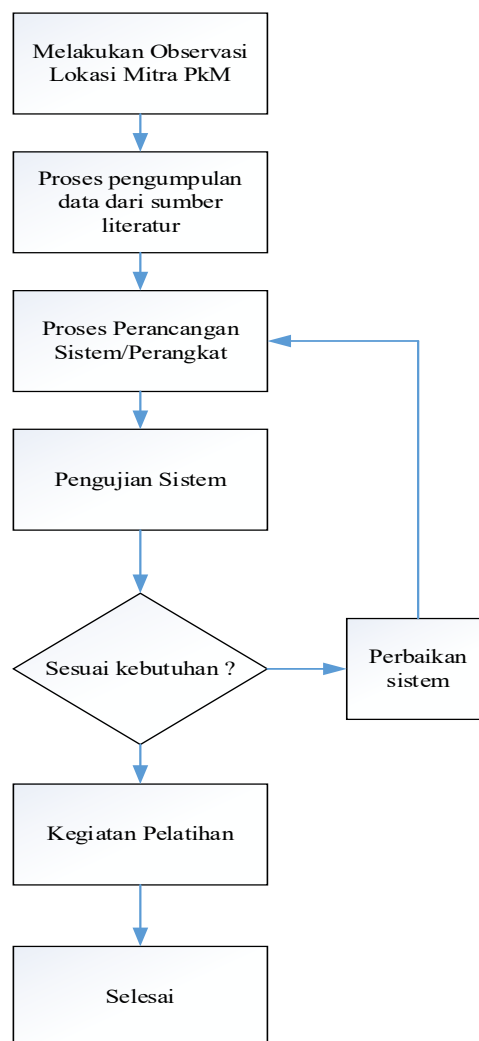 Melakukan Observasi
Lokasi Mitra PkM
Proses pengumpulan
data dari sumber
literatur
Proses Perancangan
Sistem/Perangkat
Pengujian Sistem
Sesuai kebutuhan ?
Perbaikan
sistem
Kegiatan Pelatihan
Selesai